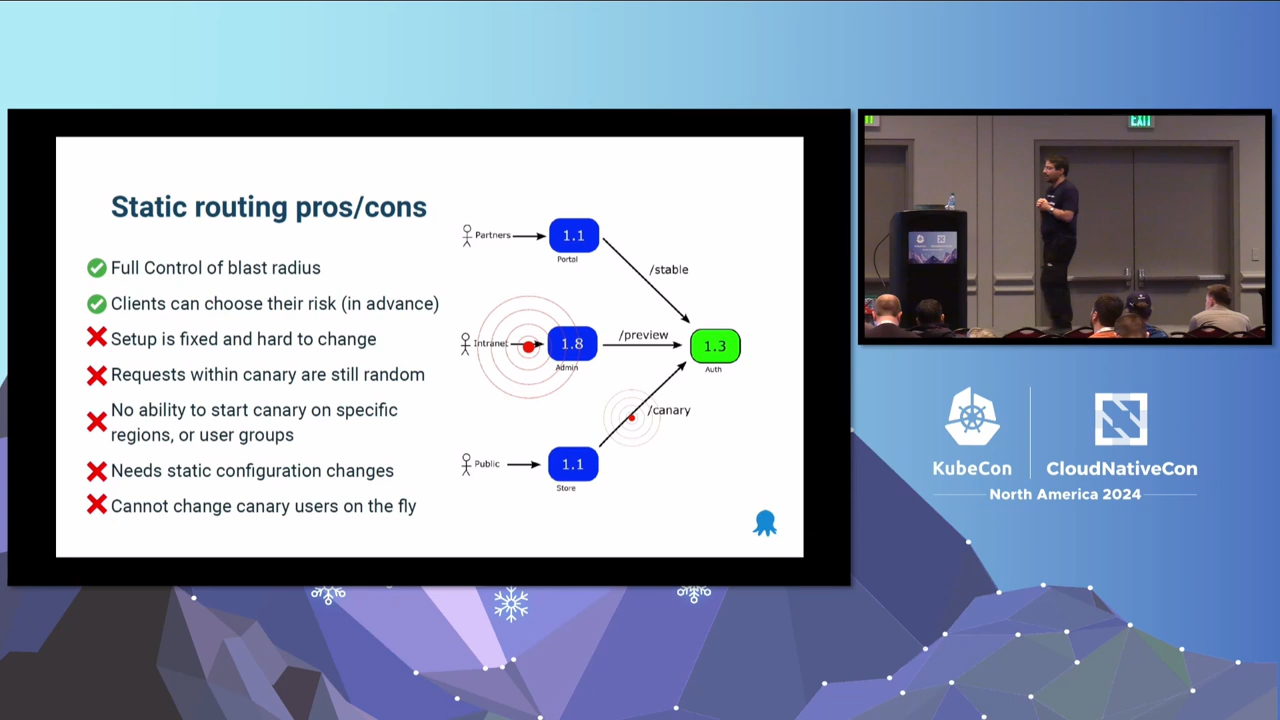 Static routing pros/cons
Full Control of blast radius
Clients can choose their risk (in advance)
Setup is fixed and hard to change
Requests within canary are still random
No ability to start canary on specific
regions, or user groups
Needs static configuration changes
Cannot change canary users on the fly
Partners
1.1
Portal
/stable
Intranet
1.8
Admin
/preview
1.3
Auth
/canary
Public
1.1
Store
EXIT
KubeCon
CloudNativeCon
North America 2024